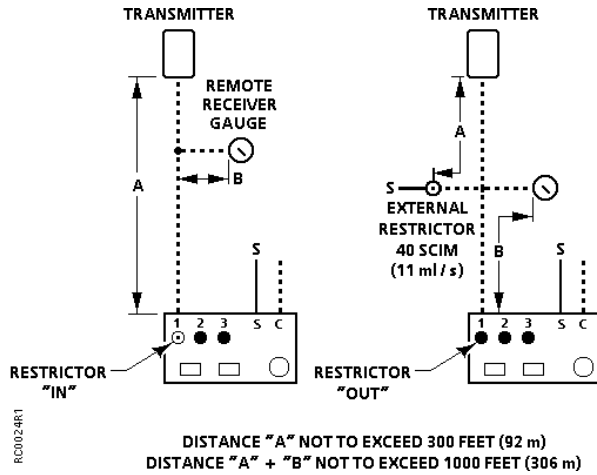 TRANSMITTER
REMOTE
RECEIVER
GAUGE
A
B
S
1 2 3 S C
RESTRICTOR
"IN"
TRANSMITTER
A
S
EXTERNAL
RESTRICTOR
40 SCIM
(11 ml / s)
B
S
1 2 3 S C
RESTRICTOR
"OUT"
RC0024R1
DISTANCE "A" NOT TO EXCEED 300 FEET (92 m)
DISTANCE "A" + "B" NOT TO EXCEED 1000 FEET (306 m)